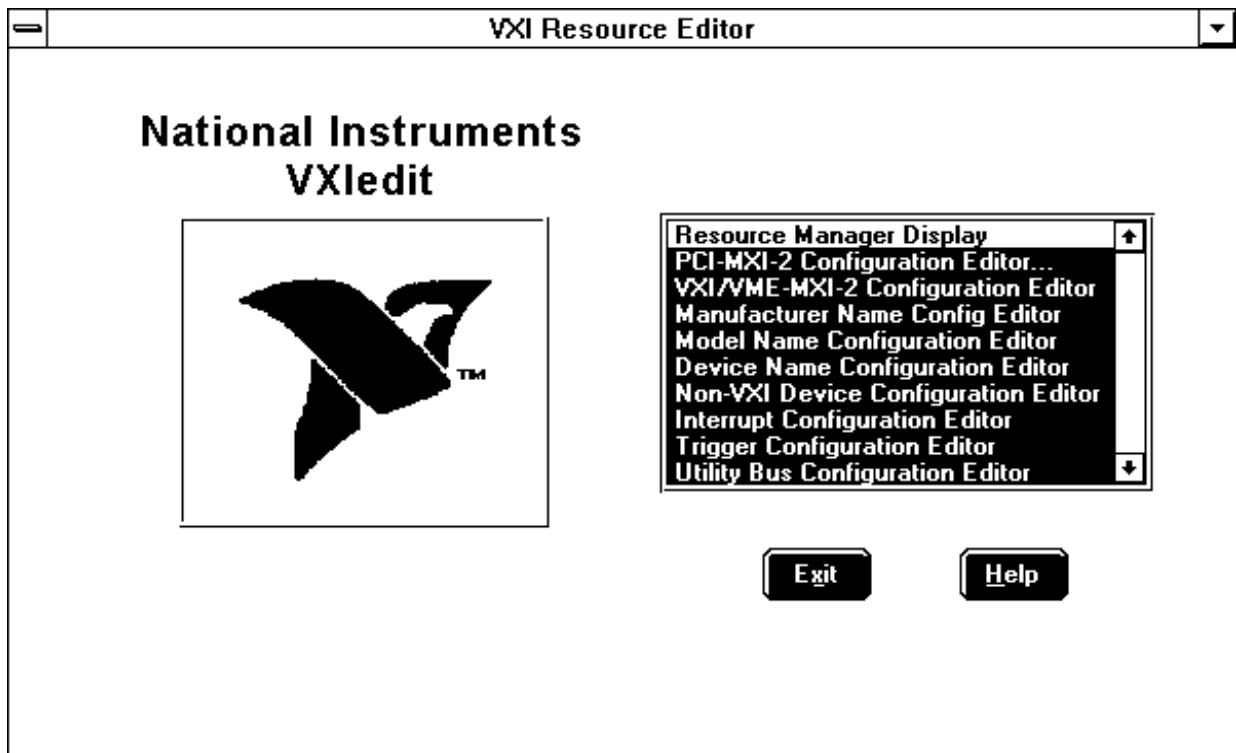 VXI Resource Editor
National Instruments
VXIedit
TM
Resource Manager Display
PCI-MXI-2 Configuration Editor...
VXI/VME-MXI-2 Configuration Editor
Manufacturer Name Config Editor
Model Name Configuration Editor
Device Name Configuration Editor
Non-VXI Device Configuration Editor
Interrupt Configuration Editor
Trigger Configuration Editor
Utility Bus Configuration Editor
Exit
Help